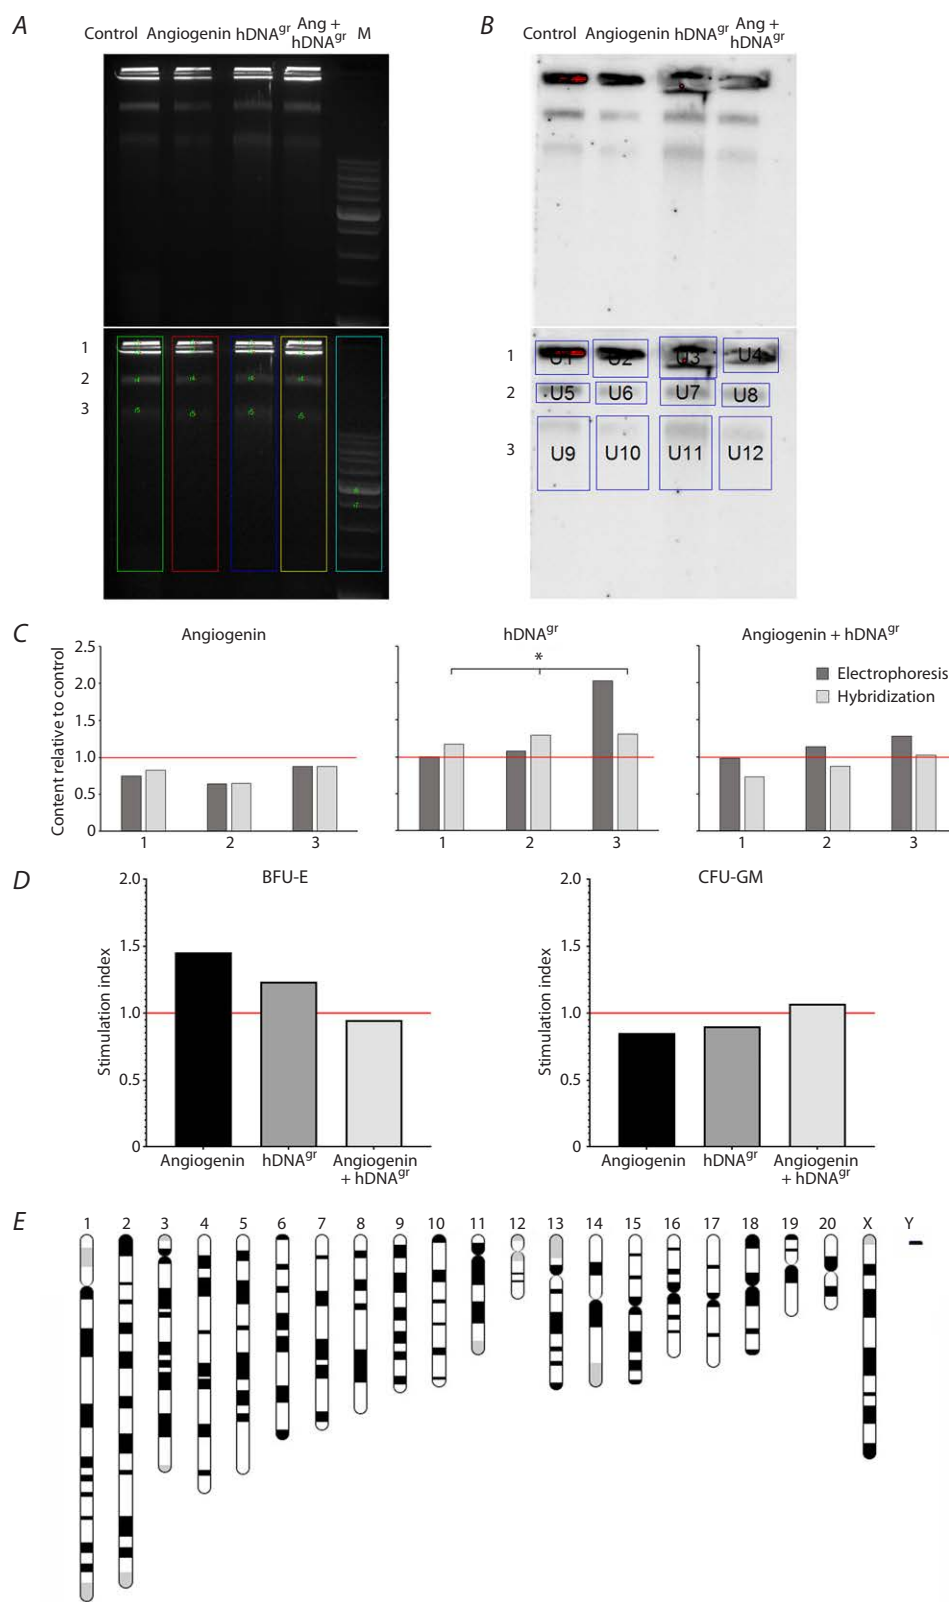 A
Control Angiogenin hDNAgr Ang + hDNAgr M
B
Control Angiogenin hDNAgr Ang + hDNAgr
1
2
3
1
2
3
U1 U2 U3 U4
U5 U6 U7 U8
U9 U10 U11 U12
C
Angiogenin
hDNAgr
Angiogenin + hDNAgr
Content relative to control
2.5
2.0
1.5
1.0
0.5
0
*
Electrophoresis
Hybridization
1 2 3
1 2 3
1 2 3
D
BFU-E
Stimulation index
2.0
1.5
1.0
0.5
0
Angiogenin hDNAgr Angiogenin
+ hDNAgr
CFU-GM
Stimulation index
2.0
1.5
1.0
0.5
0
Angiogenin hDNAgr Angiogenin
+ hDNAgr
E
1 2 3 4 5 6 7 8 9 10 11 12 13 14 15 16 17 18 19 20 X Y